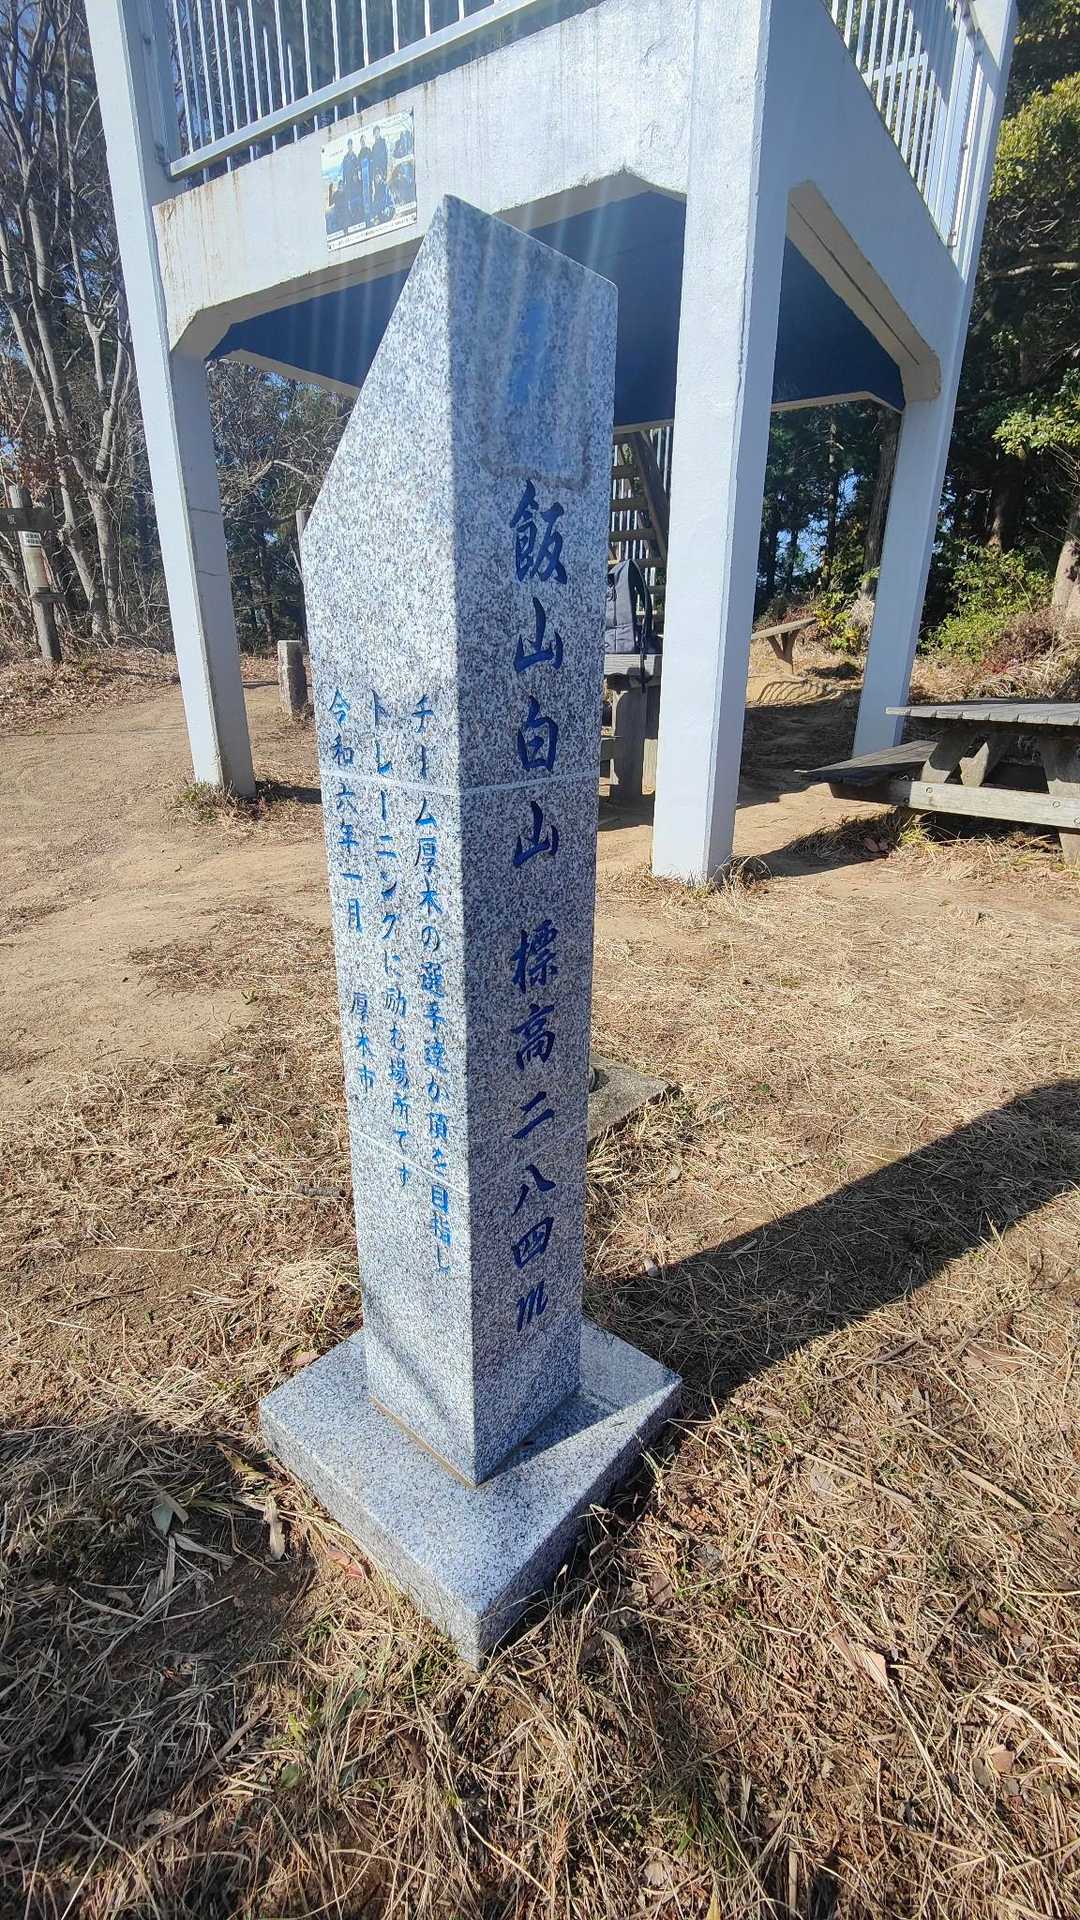 飯山白山 標高二八四m
チーム厚木の選手達が頂を目指し
トレーニングに励む場所です
令和六年一月 厚木市